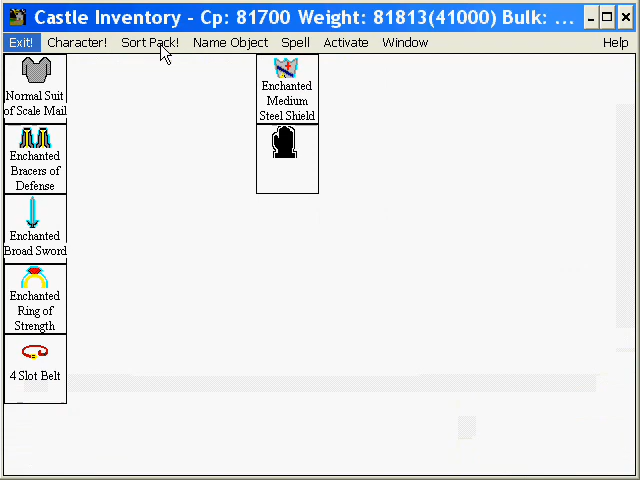 Castle Inventory - Cp: 81700 Weight: 81813(41000) Bulk: ...
Exit! Character! Sort Pack! Name Object Spell Activate Window Help
Normal Suit
of Scale Mail
Enchanted
Bracers of
Defense
Enchanted
Broad Sword
Enchanted
Ring of
Strength
4 Slot Belt
Enchanted
Medium
Steel Shield